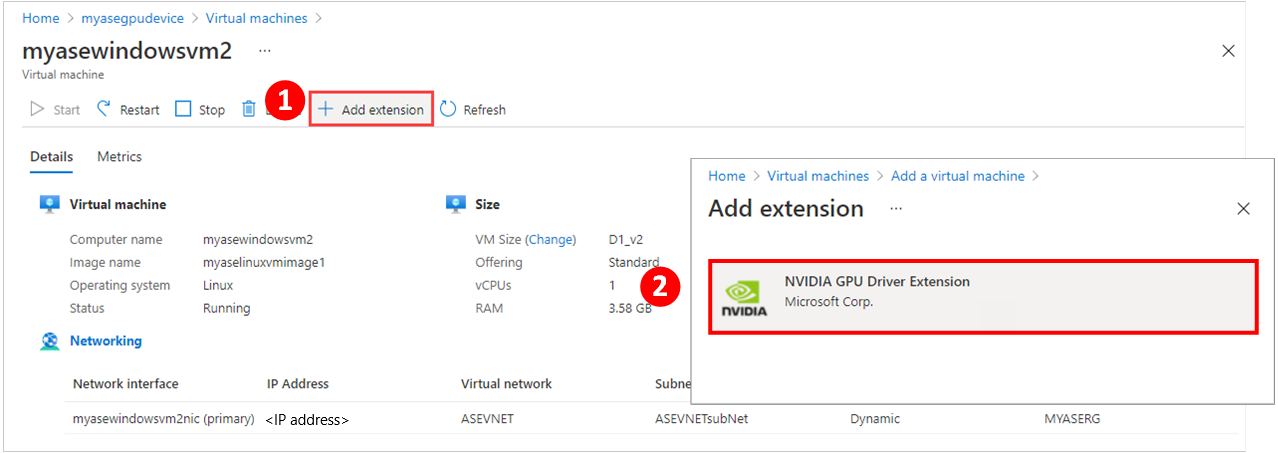 Home > myasegpudevice > Virtual machines >
myasewindowsvm2 ...
Virtual machine
Start Restart Stop 1 Add extension Refresh
Details Metrics
Virtual machine
Size
Computer name myasewindowsvm2
VM Size (Change) D1_v2
Image name myaselinuxvmimage1
Offering Standard
Operating system Linux
vCPUs 1
Status Running
RAM 3.58 GB
Networking
Network interface IP Address Virtual network
myasewindowsvm2nic (primary) <IP address> ASEVNET ASEVNETsubNet Dynamic MYASERG
Home > Virtual machines > Add a virtual machine >
Add extension ...
2
NVIDIA GPU Driver Extension
Microsoft Corp.
NVIDIA